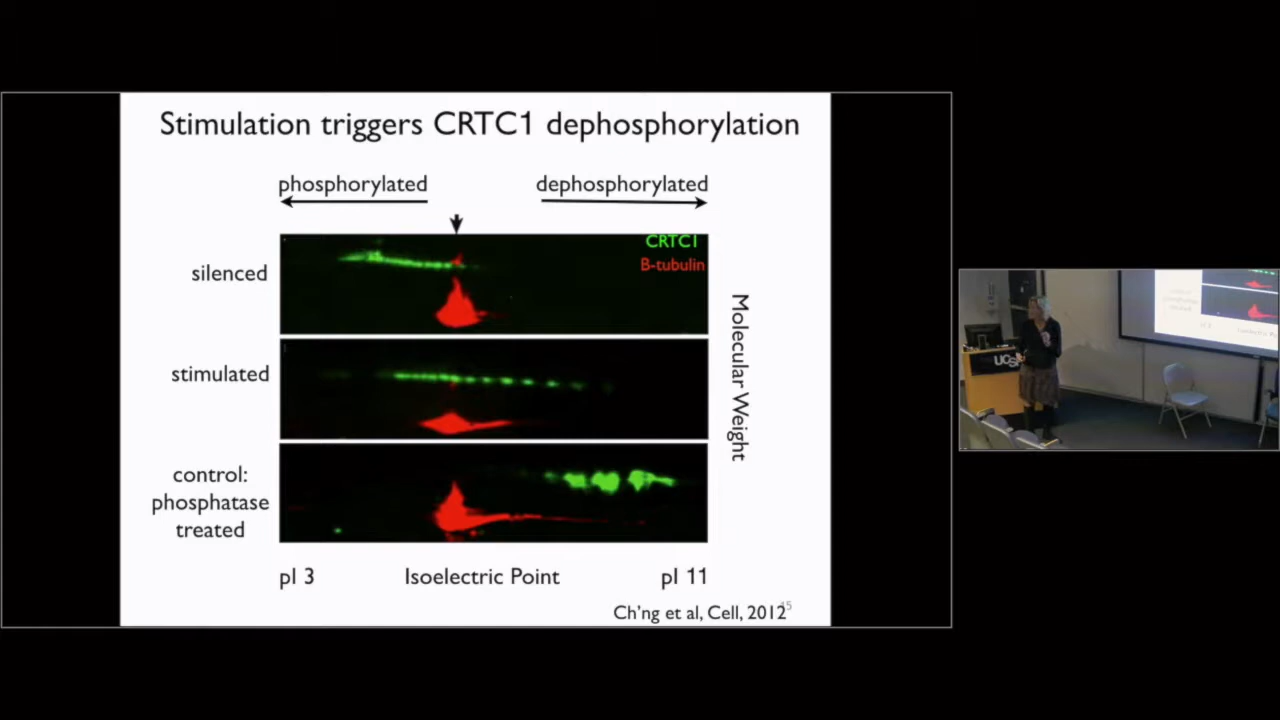 Stimulation triggers CRTC1 dephosphorylation
phosphorylated
dephosphorylated
silenced
CRTC1
B-tubulin
stimulated
control:
phosphatase
treated
Molecular Weight
pI 3
Isoelectric Point
pI 11
Ch'ng et al, Cell, 2012
45